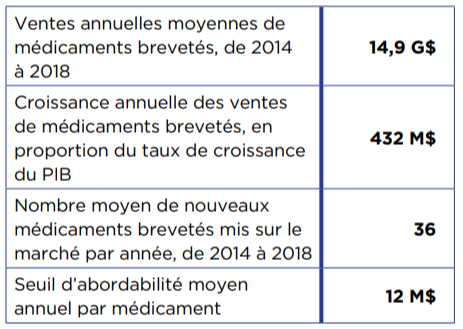 Ventes annuelles moyennes de
médicaments brevetés, de 2014
à 2018
14,9 G$
Croissance annuelle des ventes
de médicaments brevetés, en
proportion du taux de croissance
du PIB
432 M$
Nombre moyen de nouveaux
médicaments brevetés mis sur le
marché par année, de 2014 à 2018
36
Seuil d’abordabilité moyen
annuel par médicament
12 M$